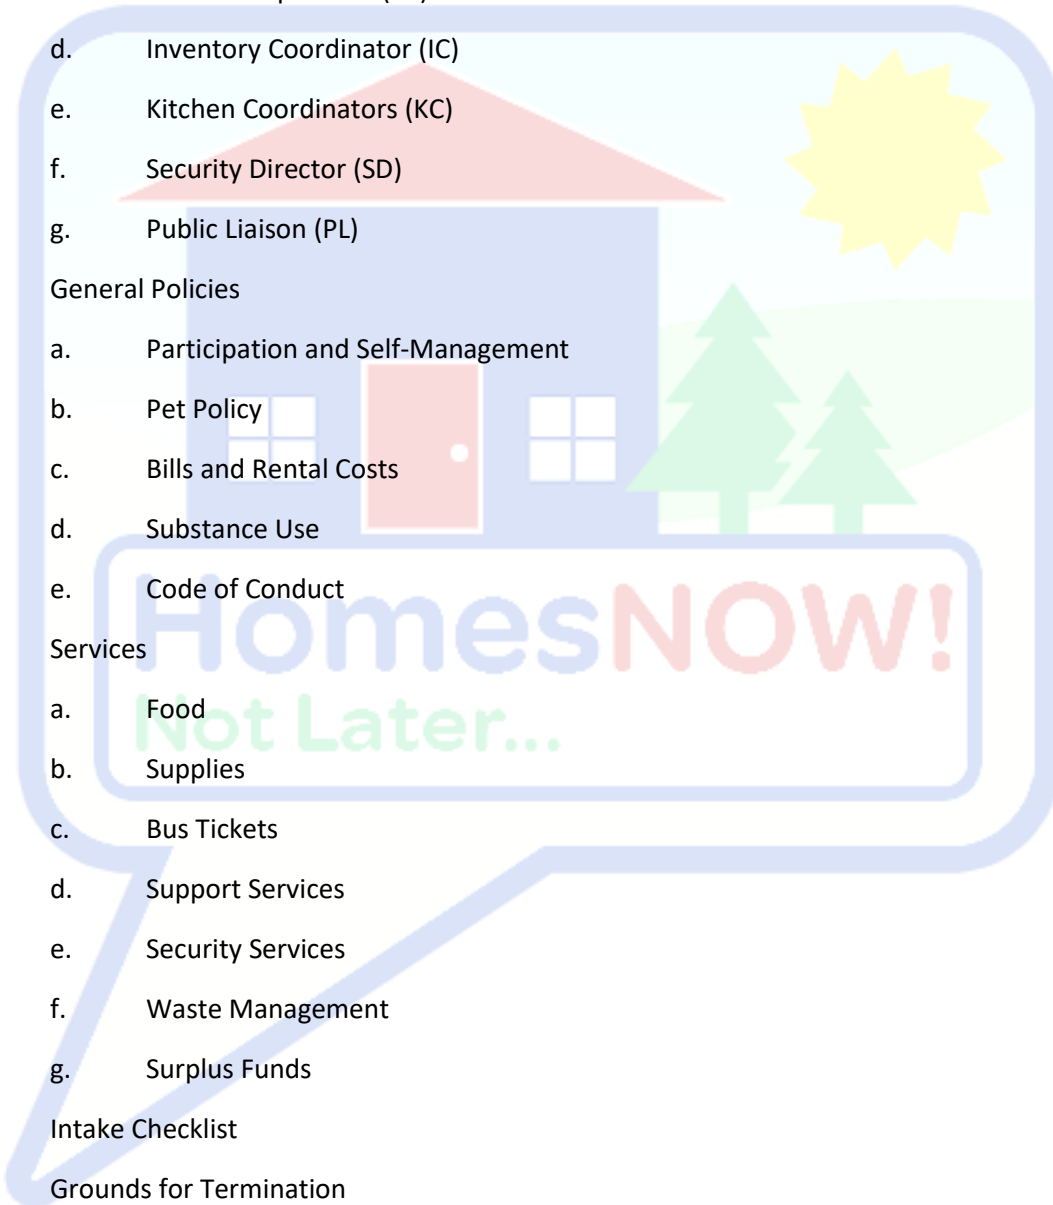 d. Inventory Coordinator (IC)
e. Kitchen Coordinators (KC)
f. Security Director (SD)
g. Public Liaison (PL)
General Policies
a. Participation and Self-Management
b. Pet Policy
c. Bills and Rental Costs
d. Substance Use
e. Code of Conduct
HomesNOW!
Services
a. Food
Not Later...
b. Supplies
c. Bus Tickets
d. Support Services
e. Security Services
f. Waste Management
g. Surplus Funds
Intake Checklist
Grounds for Termination